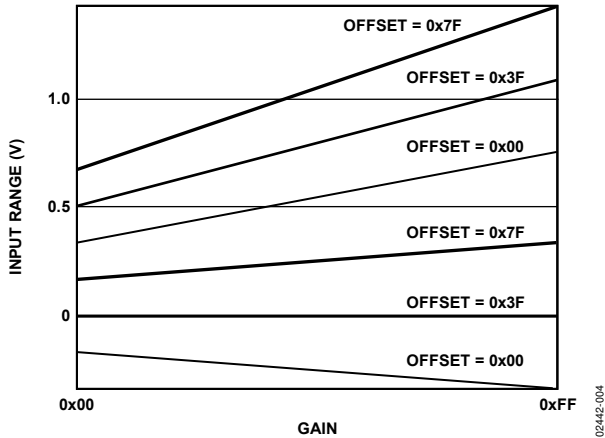 OFFSET = 0x7F
OFFSET = 0x3F
1.0
OFFSET = 0x00
INPUT RANGE (V)
0.5
OFFSET = 0x7F
OFFSET = 0x3F
0
OFFSET = 0x00
0x00
0xFF
GAIN
02442-004